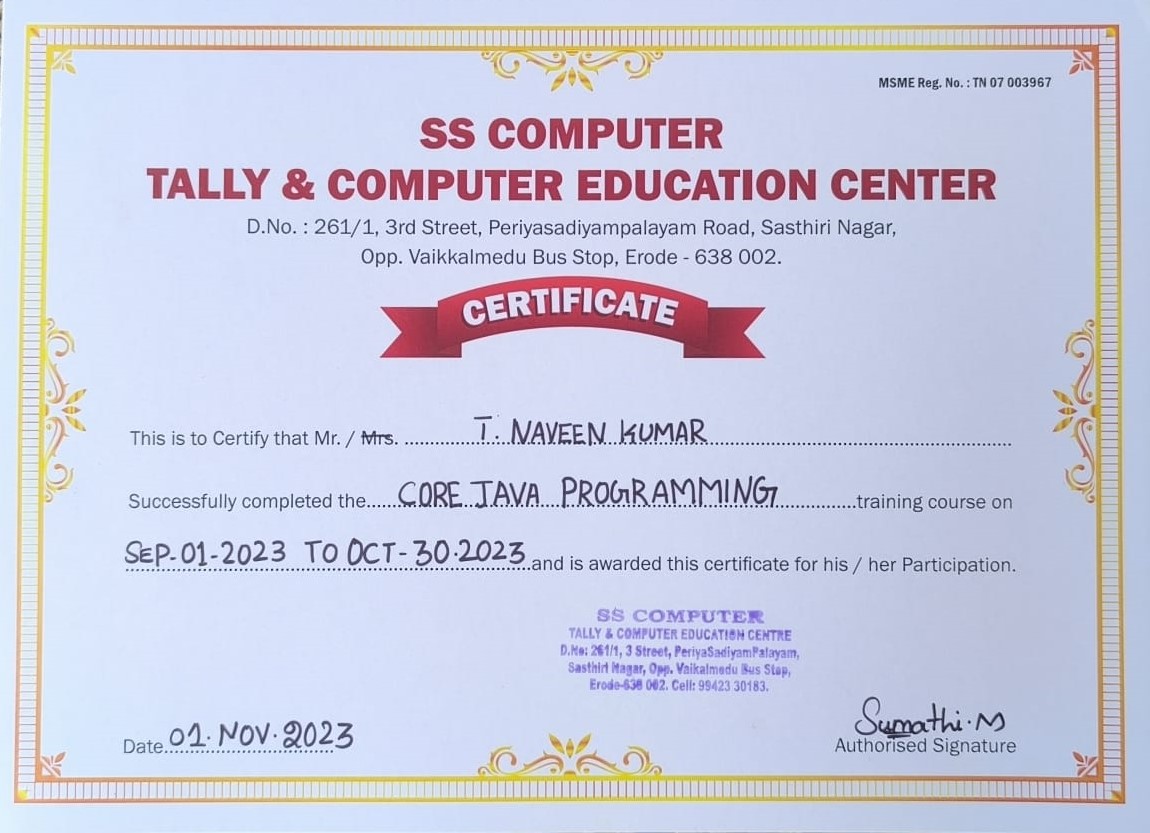 MSME Reg. No. : TN 07 003967
SS COMPUTER
TALLY & COMPUTER EDUCATION CENTER
D.No. : 261/1, 3rd Street, Periyasadiyampalayam Road, Sasthiri Nagar,
Opp. Vaikkalmedu Bus Stop, Erode - 638 002.
CERTIFICATE
This is to Certify that Mr. / Mrs. T. NAVEEN KUMAR
Successfully completed the CORE JAVA PROGRAMMING training course on
SEP-01-2023 TO OCT-30-2023 and is awarded this certificate for his / her Participation.
SS COMPUTER
TALLY & COMPUTER EDUCATION CENTRE
D.No: 261/1, 3 Street, PeriyaSadiyamPalayam,
Sasthiri Nagar, Opp. Vaikalmedu Bus Stop,
Erode-638 002. Cell: 99423 30183.
Date 01. NOV. 2023
Sumathi. M
Authorised Signature